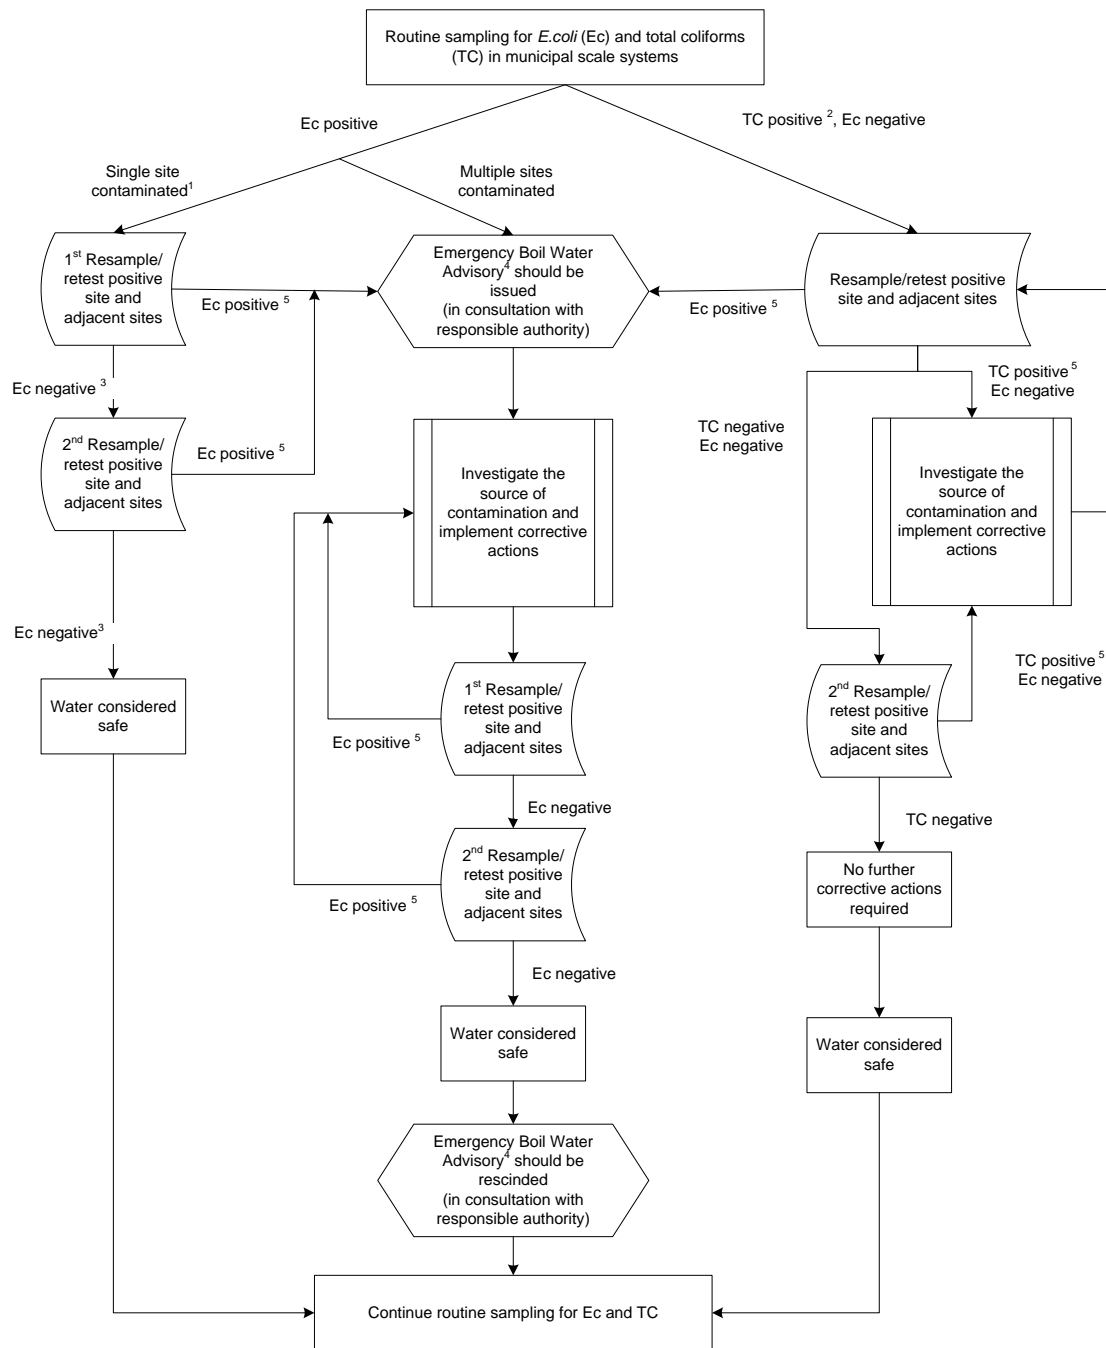 Routine sampling for E.coli (Ec) and total coliforms
(TC) in municipal scale systems
Ec positive
TC positive ², Ec negative
Single site
contaminated¹
Multiple sites
contaminated
1st Resample/
retest positive
site and
adjacent sites
Ec positive ⁵
Emergency Boil Water
Advisory⁴ should be
issued
(in consultation with
responsible authority)
Ec positive ⁵
Resample/retest positive
site and adjacent sites
Ec negative ³
TC positive ⁵
Ec negative
TC negative
Ec negative
2nd Resample/
retest positive
site and
adjacent sites
Ec positive ⁵
Investigate the
source of
contamination and
implement corrective
actions
Investigate the
source of
contamination and
implement corrective
actions
Ec negative³
TC positive ⁵
Ec negative
Water considered
safe
1st Resample/
retest positive
site and
adjacent sites
Ec positive ⁵
2nd Resample/
retest positive
site and
adjacent sites
Ec negative
TC negative
2nd Resample/
retest positive
site and
adjacent sites
Ec positive ⁵
No further
corrective actions
required
Ec negative
Water considered
safe
Water considered
safe
Emergency Boil Water
Advisory⁴ should be
rescinded
(in consultation with
responsible authority)
Continue routine sampling for Ec and TC